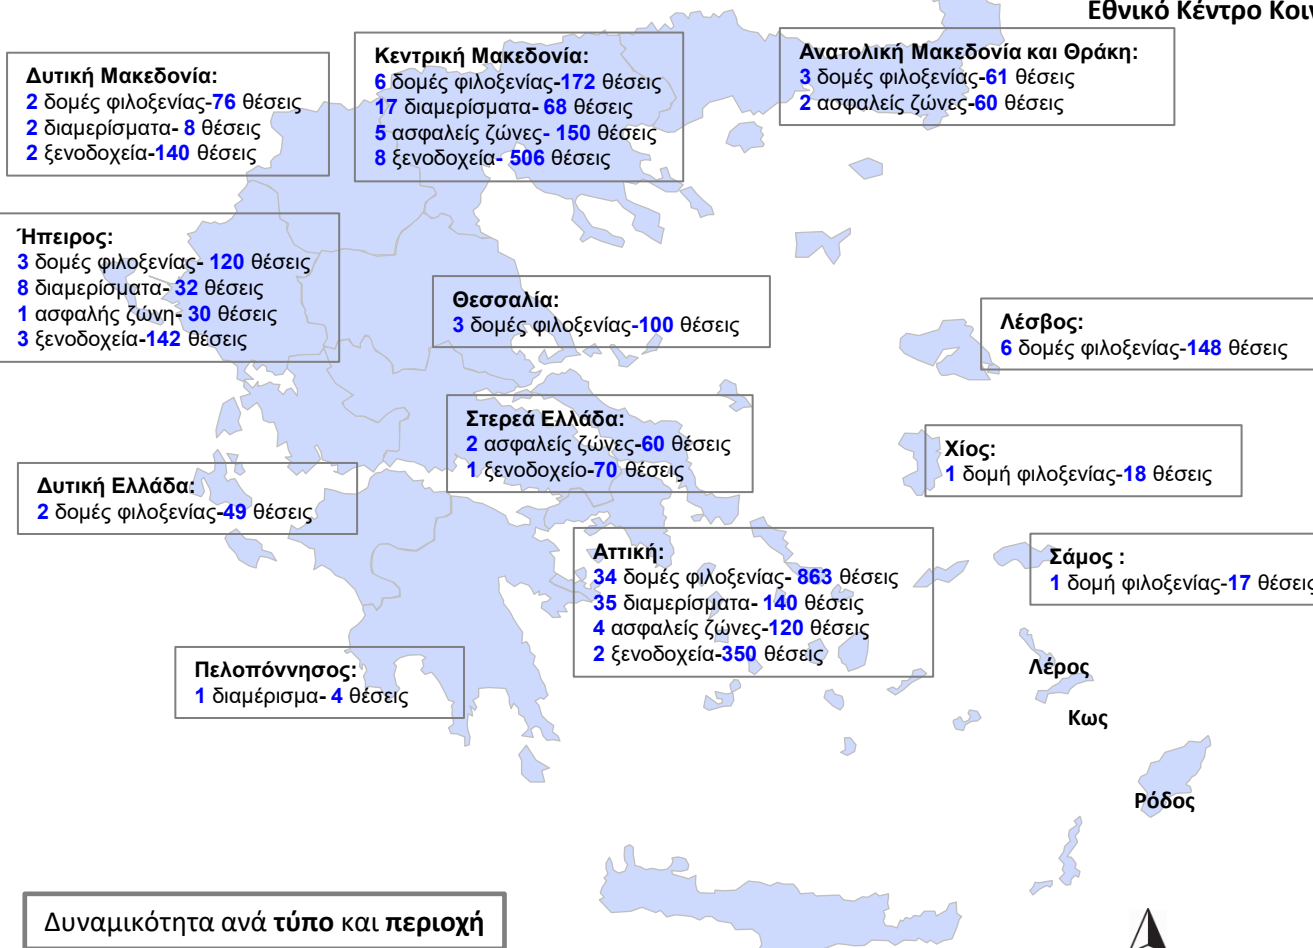 Εθνικό Κέντρο
Δυτική Μακεδονία:
2 δομές φιλοξενίας-76 θέσεις
2 διαμερίσματα- 8 θέσεις
2 ξενοδοχεία-140 θέσεις
Κεντρική Μακεδονία:
6 δομές φιλοξενίας-172 θέσεις
17 διαμερίσματα- 68 θέσεις
5 ασφαλείς ζώνες- 150 θέσεις
8 ξενοδοχεία- 506 θέσεις
Ανατολική Μακεδονία και Θράκη:
3 δομές φιλοξενίας-61 θέσεις
2 ασφαλείς ζώνες-60 θέσεις
Ήπειρος:
3 δομές φιλοξενίας- 120 θέσεις
8 διαμερίσματα- 32 θέσεις
1 ασφαλής ζώνη- 30 θέσεις
3 ξενοδοχεία-142 θέσεις
Θεσσαλία:
3 δομές φιλοξενίας-100 θέσεις
Λέσβος:
6 δομές φιλοξενίας-148 θέσεις
Στερεά Ελλάδα:
2 ασφαλείς ζώνες-60 θέσεις
1 ξενοδοχείο-70 θέσεις
Χίος:
1 δομή φιλοξενίας-18 θέσεις
Δυτική Ελλάδα:
2 δομές φιλοξενίας-49 θέσεις
Αττική:
34 δομές φιλοξενίας- 863 θέσεις
35 διαμερίσματα- 140 θέσεις
4 ασφαλείς ζώνες-120 θέσεις
2 ξενοδοχεία-350 θέσεις
Σάμος :
1 δομή φιλοξενίας-17 θέσεις
Πελοπόννησος:
1 διαμέρισμα- 4 θέσεις
Λέρος
Κως
Ρόδος
Δυναμικότητα ανά τύπο και περιοχή